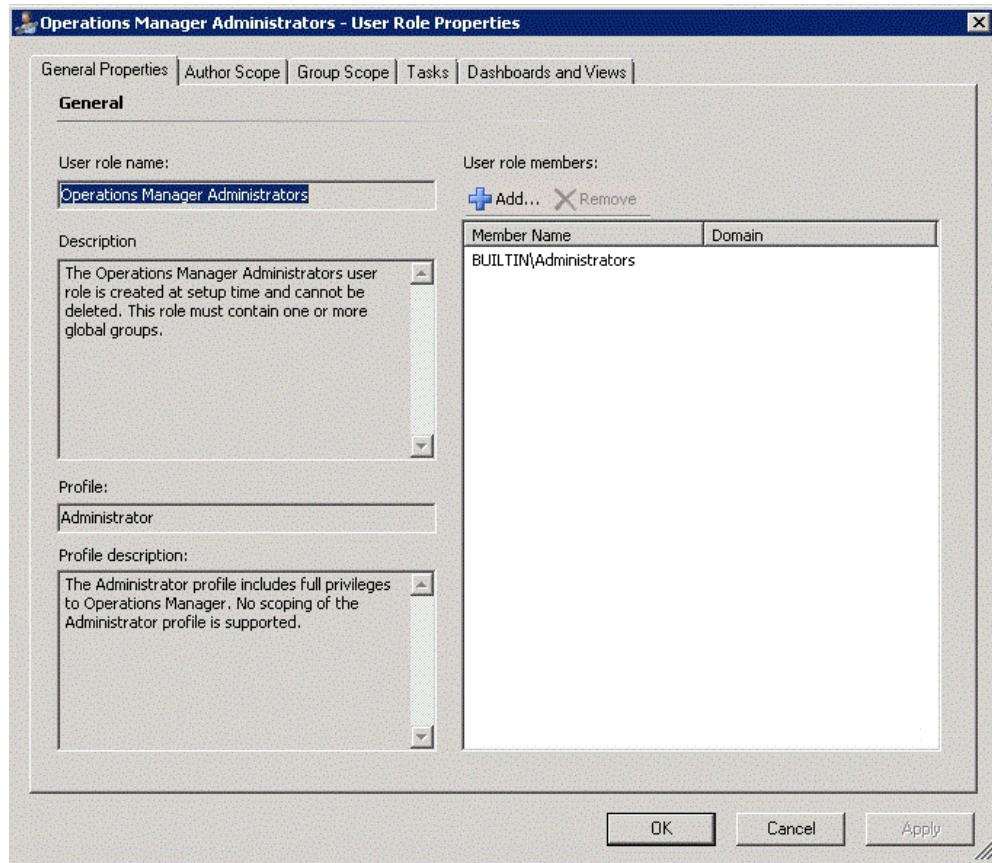 Operations Manager Administrators - User Role Properties
General Properties
Author Scope
Group Scope
Tasks
Dashboards and Views
General
User role name:
Operations Manager Administrators
Description
The Operations Manager Administrators user
role is created at setup time and cannot be
deleted. This role must contain one or more
global groups.
Profile:
Administrator
Profile description:
The Administrator profile includes full privileges
to Operations Manager. No scoping of the
Administrator profile is supported.
User role members:
Add...
Remove
Member Name
Domain
BUILTIN\Administrators
OK
Cancel
Apply